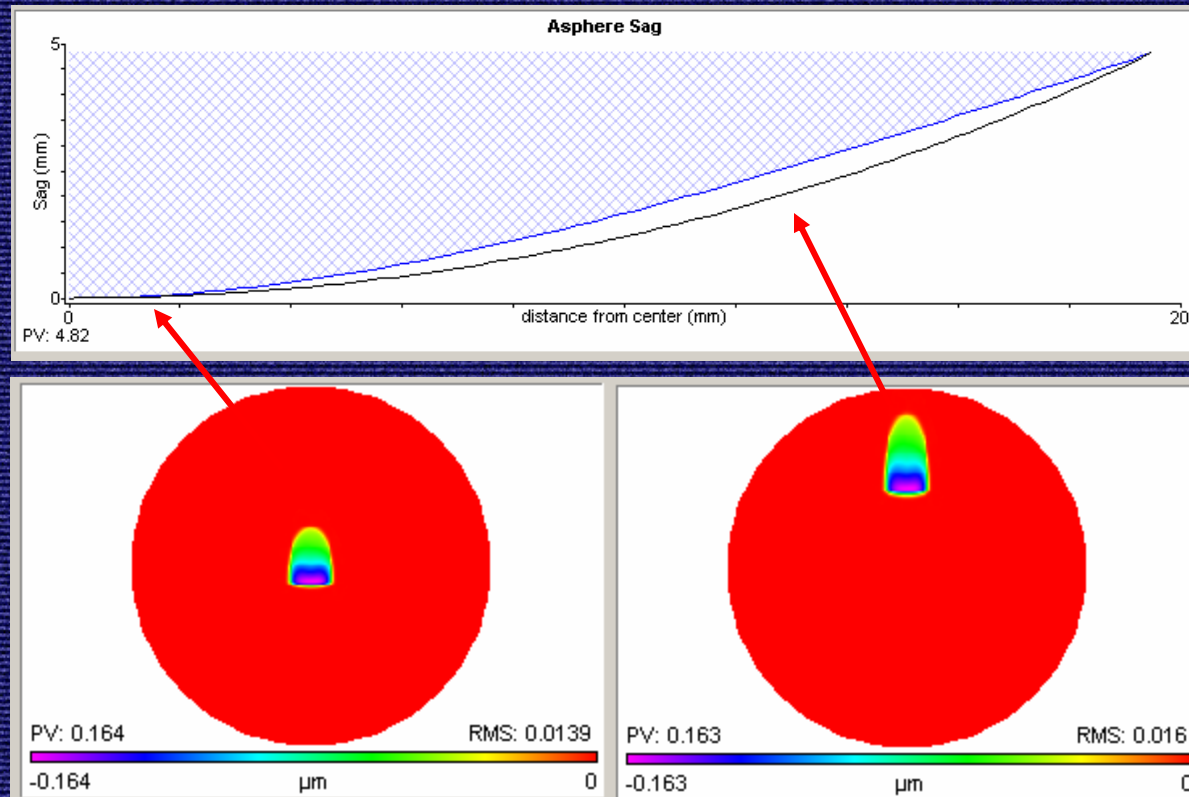 Asphere Sag
5
Sag (mm)
0
0 distance from center (mm) 20
PV: 4.82
PV: 0.164 RMS: 0.0139
-0.164 µm 0
PV: 0.163 RMS: 0.016
-0.163 µm 0